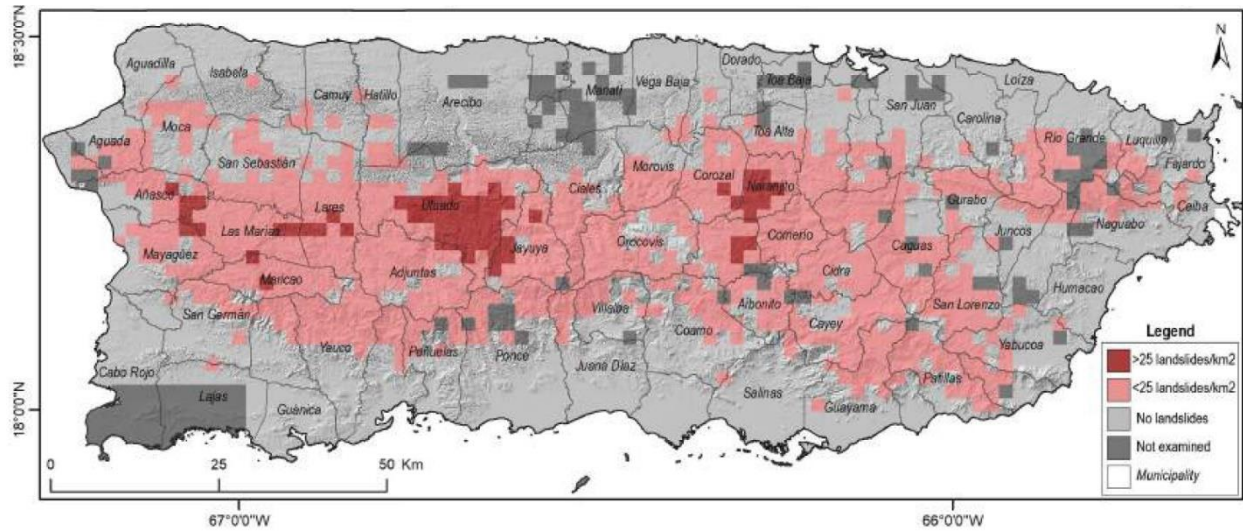 18°30'0"N
N
Aguadilla
Isabela
Camuy
Hatillo
Arecibo
Manatí
Vega Baja
Dorado
Toa Baja
San Juan
Loíza
Carolina
Aguada
Moca
San Sebastián
Toa Alta
Río Grande
Luquillo
Fajardo
Morovis
Corozal
Naranjito
Ciales
Añasco
Lares
Utuado
Gurabo
Ceiba
Las Marias
Jayuya
Orocovis
Comerio
Caguas
Juncos
Naguabo
Mayagüez
Maricao
Adjuntas
Cidra
Humacao
San Germán
Villalba
Aibonito
San Lorenzo
Coamo
Cayey
Yauco
Peñuelas
Ponce
Yabucoa
Juana Díaz
Cabo Rojo
Lajas
Guánica
Salinas
Patillas
Guayama
18°0'0"N
Legend
>25 landslides/km2
<25 landslides/km2
No landslides
Not examined
Municipality
0 25 50 Km
67°0'0"W 66°0'0"W